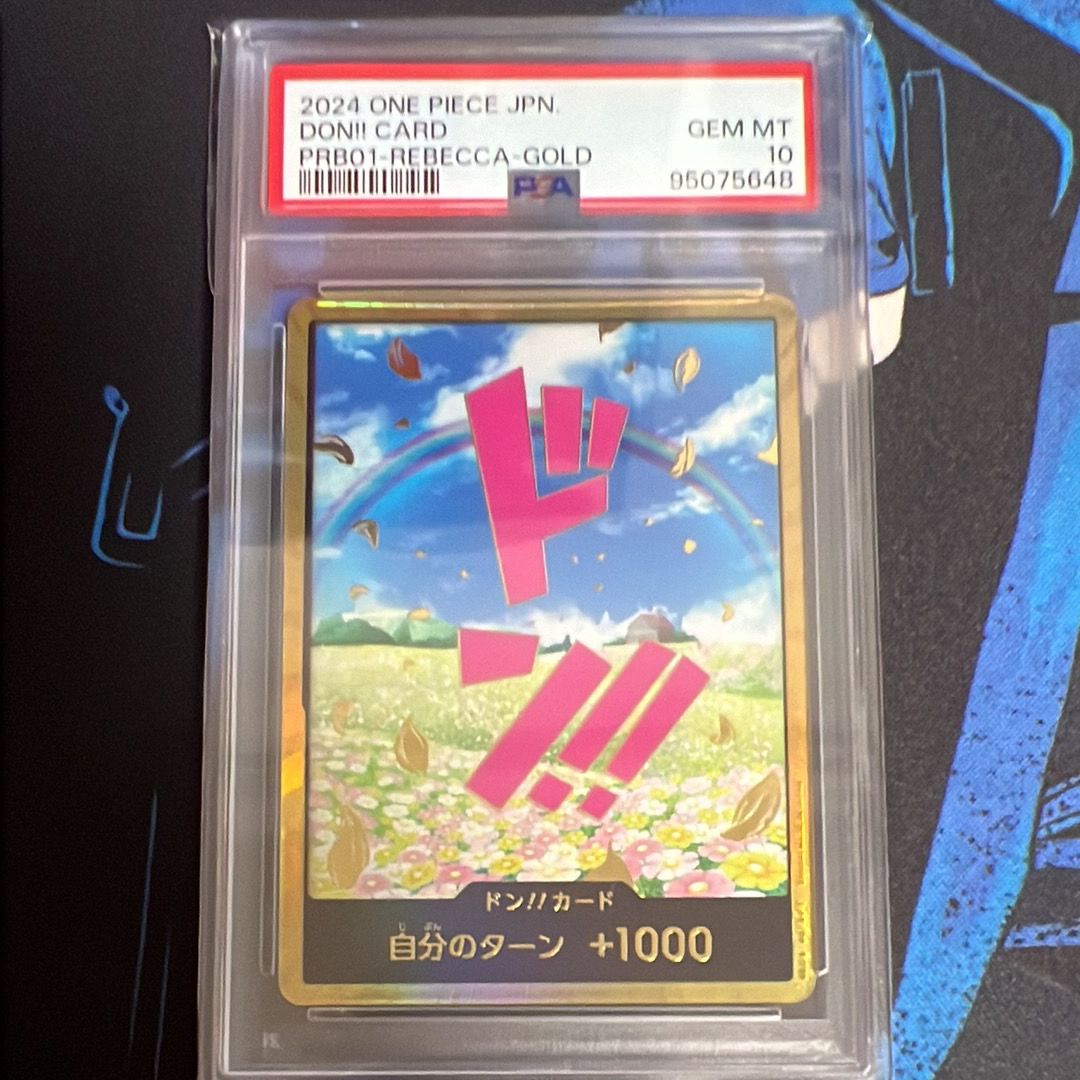 2024 ONE PIECE JPN.
DON!! CARD
GEM MT
PRB01-REBECCA-GOLD
10
PSA
95075648
ドン!!
ドン!!カード
自分のターン +1000
じ ぶん